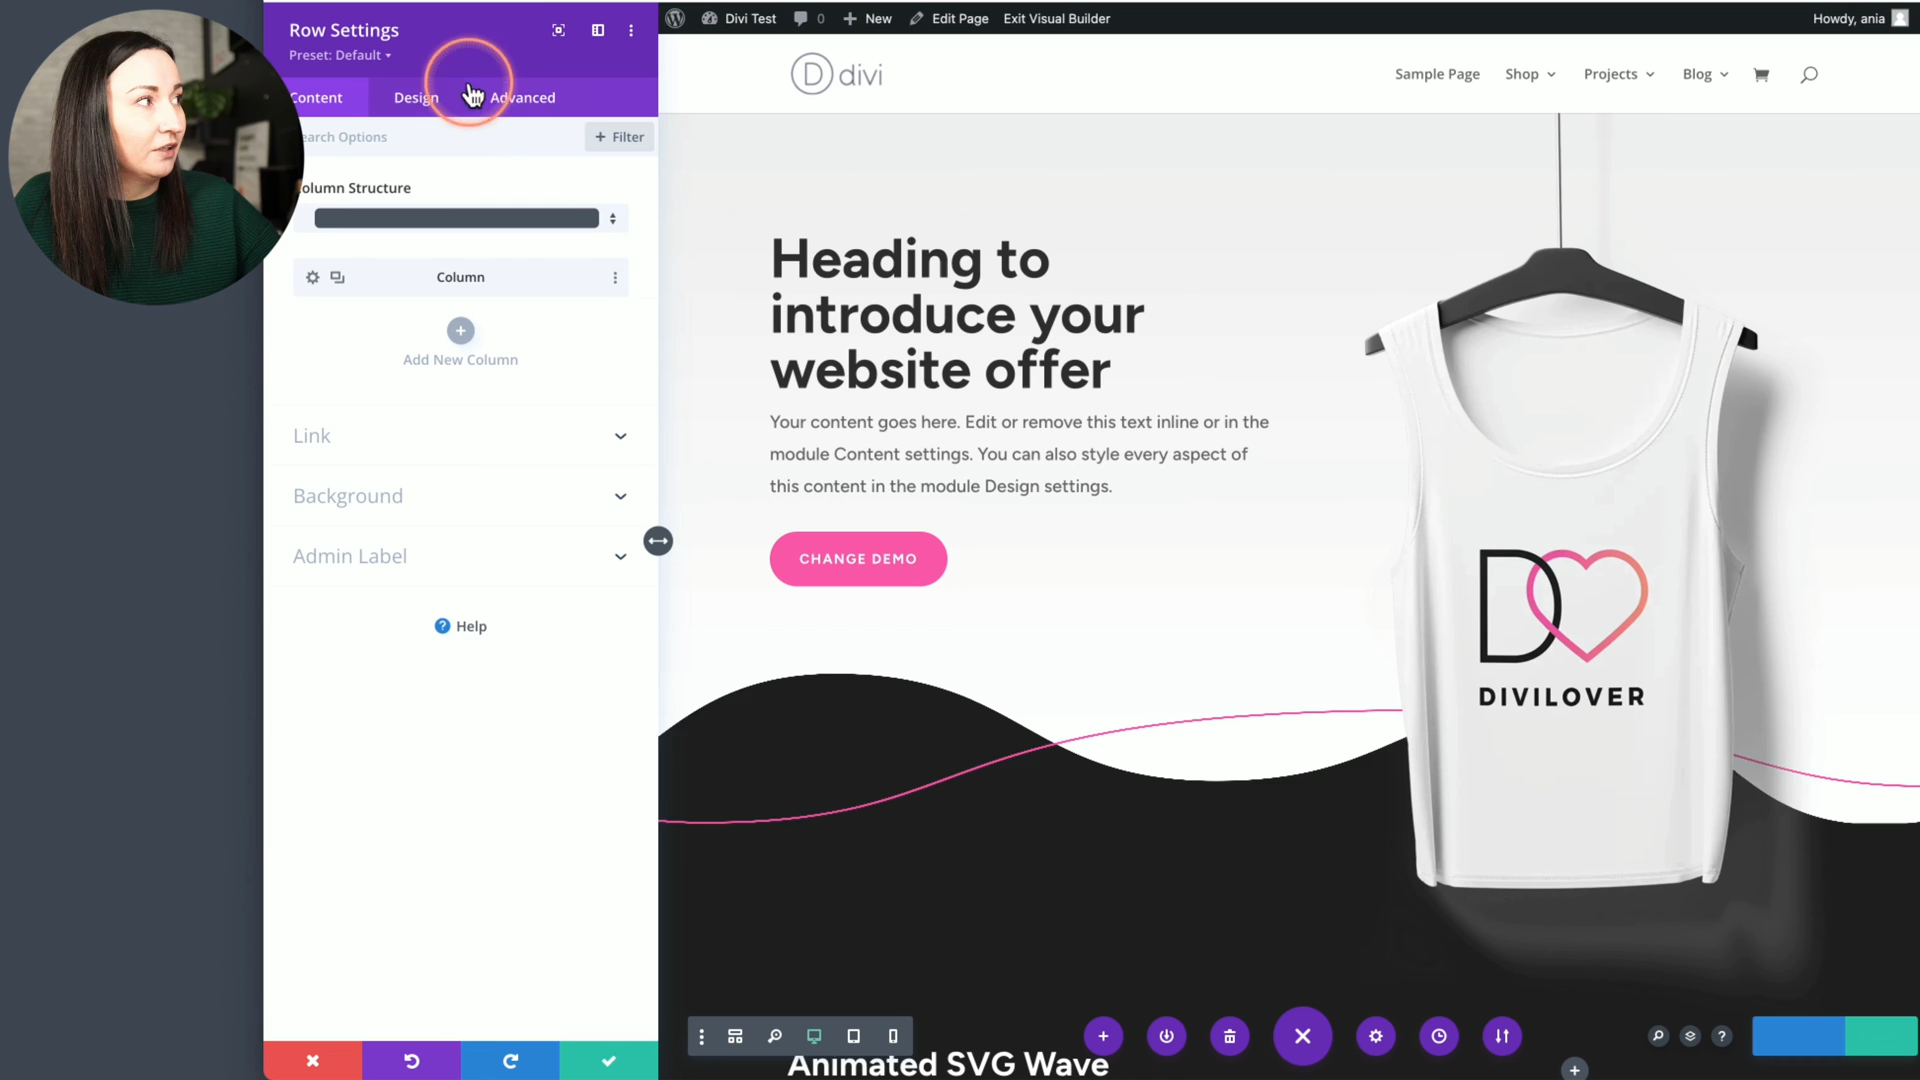 Row Settings
Preset: Default
Content
Design
Advanced
earch Options
+ Filter
olumn Structure
Column
Add New Column
Link
Background
Admin Label
? Help
Divi Test
0
+ New
Edit Page
Exit Visual Builder
Howdy, ania
D divi
Sample Page
Shop
Projects
Blog
Heading to
introduce your
website offer
Your content goes here. Edit or remove this text inline or in the
module Content settings. You can also style every aspect of
this content in the module Design settings.
CHANGE DEMO
D
DIVILOVER
Animated SVG Wave
?